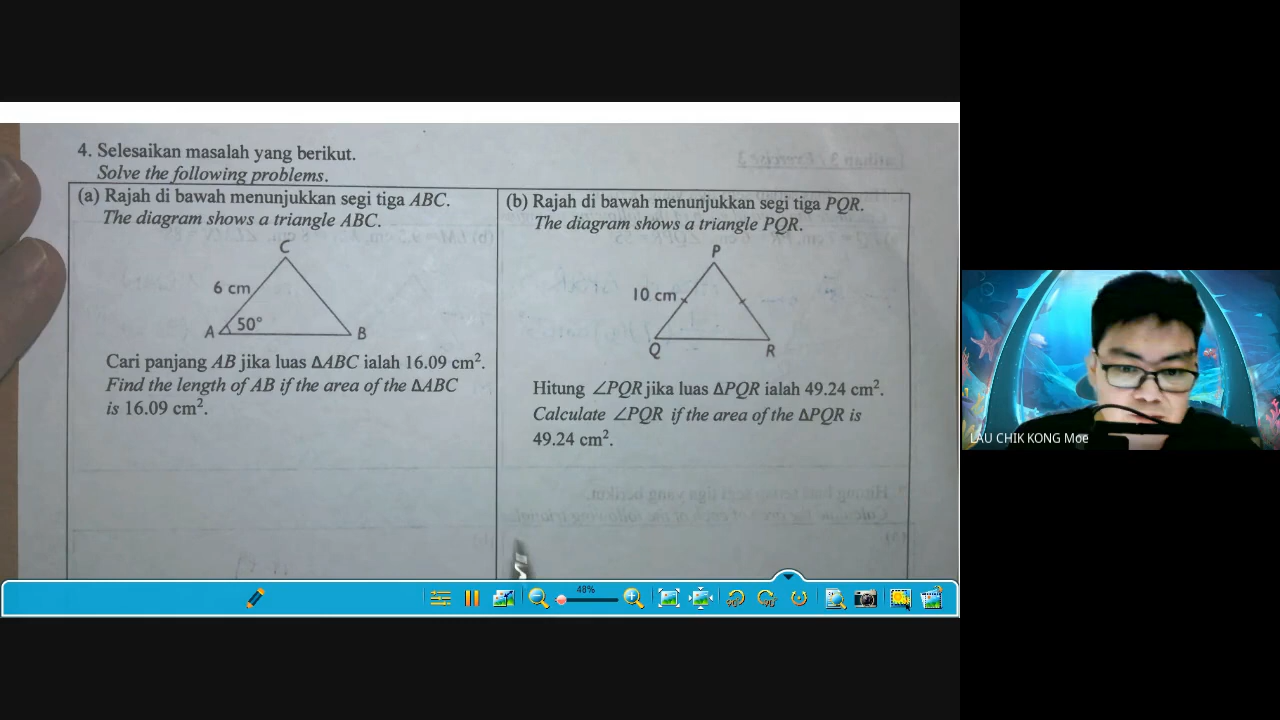 4. Selesaikan masalah yang berikut.
Solve the following problems.
(a) Rajah di bawah menunjukkan segi tiga ABC.
The diagram shows a triangle ABC.
C
6 cm
50°
A
B
Cari panjang AB jika luas ΔABC ialah 16.09 cm².
Find the length of AB if the area of the ΔABC
is 16.09 cm².
(b) Rajah di bawah menunjukkan segi tiga PQR.
The diagram shows a triangle PQR.
P
10 cm
Q
R
Hitung ∠PQR jika luas ΔPQR ialah 49.24 cm².
Calculate ∠PQR if the area of the ΔPQR is
49.24 cm².
48%
LAU CHIK KONG Moe